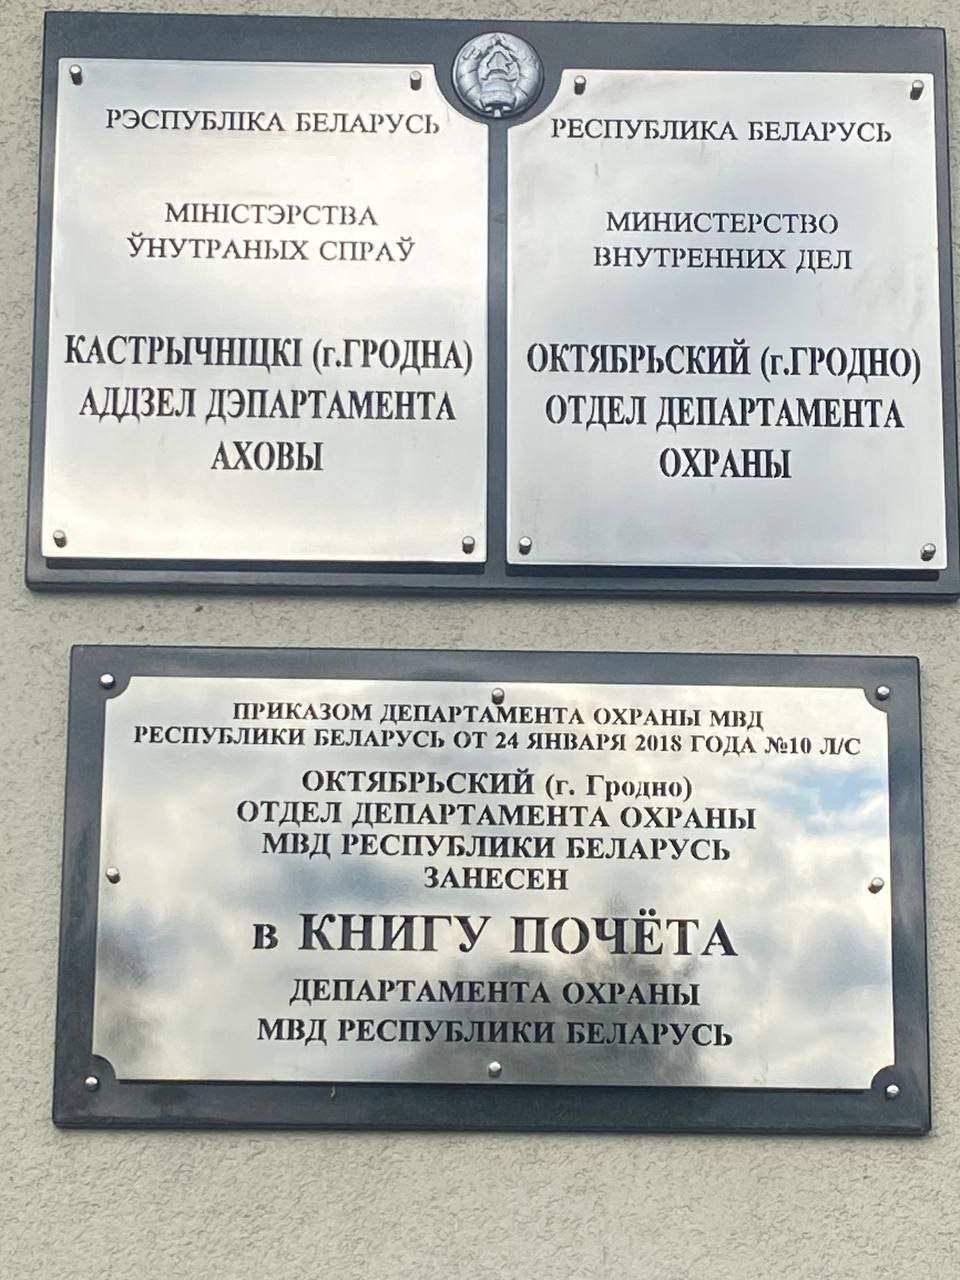 РЭСПУБЛІКА БЕЛАРУСЬ
МІНІСТЭРСТВА
ЎНУТРАНЫХ СПРАЎ
КАСТРЫЧНІЦКІ (г.ГРОДНА)
АДДЗЕЛ ДЭПАРТАМЕНТА
АХОВЫ
РЕСПУБЛИКА БЕЛАРУСЬ
МИНИСТЕРСТВО
ВНУТРЕННИХ ДЕЛ
ОКТЯБРЬСКИЙ (г.ГРОДНО)
ОТДЕЛ ДЕПАРТАМЕНТА
ОХРАНЫ
ПРИКАЗОМ ДЕПАРТАМЕНТА ОХРАНЫ МВД
РЕСПУБЛИКИ БЕЛАРУСЬ ОТ 24 ЯНВАРЯ 2018 ГОДА №10 Л/С
ОКТЯБРЬСКИЙ (г. Гродно)
ОТДЕЛ ДЕПАРТАМЕНТА ОХРАНЫ
МВД РЕСПУБЛИКИ БЕЛАРУСЬ
ЗАНЕСЕН
в КНИГУ ПОЧЁТА
ДЕПАРТАМЕНТА ОХРАНЫ
МВД РЕСПУБЛИКИ БЕЛАРУСЬ